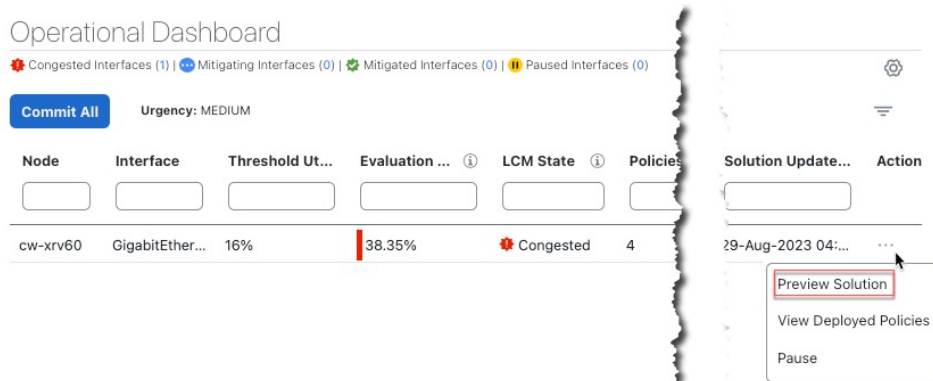 Operational Dashboard
Congested Interfaces (1) | Mitigating Interfaces (0) | Mitigated Interfaces (0) | Paused Interfaces (0)
Commit All Urgency: MEDIUM
Node Interface Threshold Ut... Evaluation ... LCM State Policies Solution Update... Action
cw-xrv60 GigabitEther... 16% 38.35% Congested 4 29-Aug-2023 04:... ...
Preview Solution
View Deployed Policies
Pause